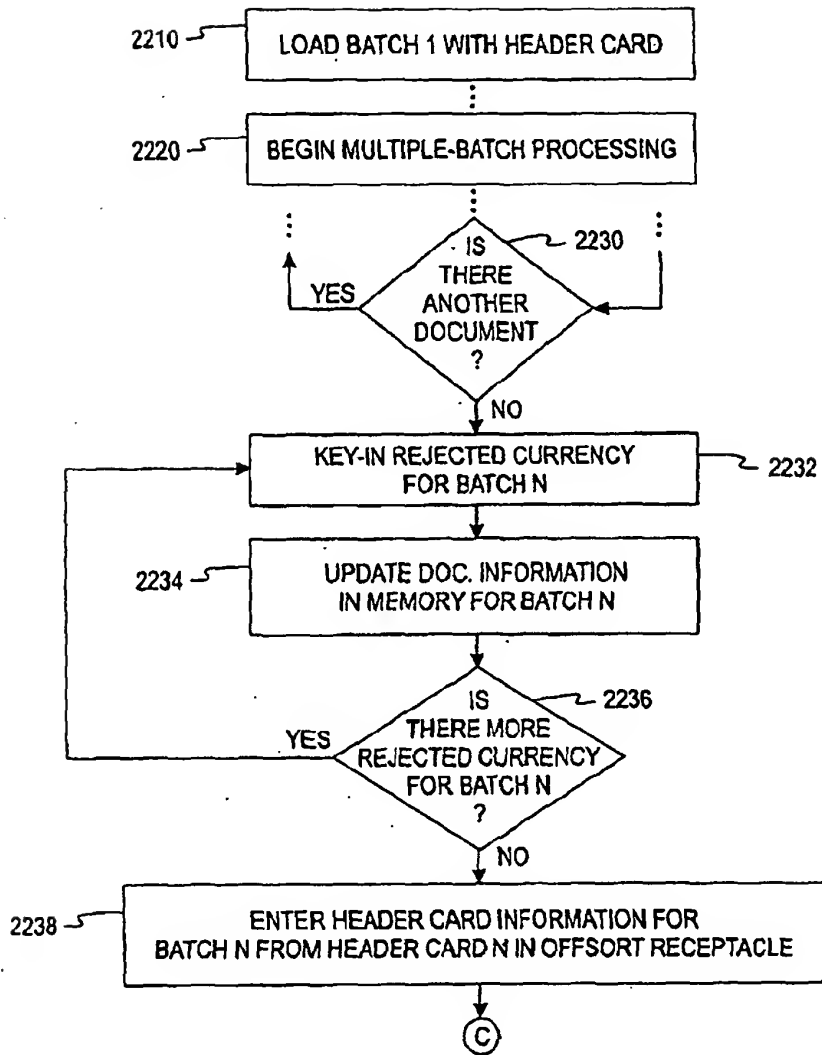 2210
LOAD BATCH 1 WITH HEADER CARD
2220
BEGIN MULTIPLE-BATCH PROCESSING
2230
IS
THERE
ANOTHER
DOCUMENT
?
YES
NO
KEY-IN REJECTED CURRENCY
FOR BATCH N
2232
2234
UPDATE DOC. INFORMATION
IN MEMORY FOR BATCH N
2236
IS
THERE MORE
REJECTED CURRENCY
FOR BATCH N
?
YES
NO
2238
ENTER HEADER CARD INFORMATION FOR
BATCH N FROM HEADER CARD N IN OFFSORT RECEPTACLE
C